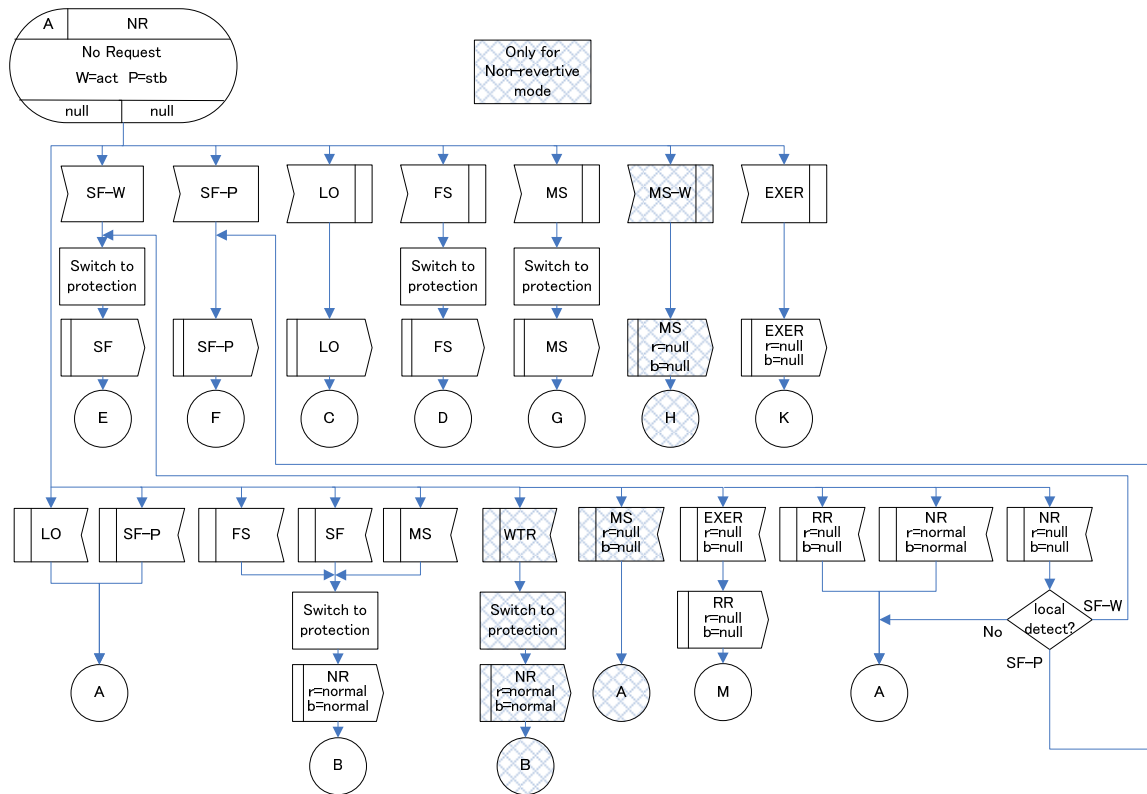 A
NR
No Request
W=act P=stb
null
null
Only for
Non-revertive
mode
SF-W
SF-P
LO
FS
MS
MS-W
EXER
Switch to
protection
Switch to
protection
Switch to
protection
SF
SF-P
LO
FS
MS
MS
r=null
b=null
EXER
r=null
b=null
E
F
C
D
G
H
K
LO
SF-P
FS
SF
MS
WTR
MS
r=null
b=null
EXER
r=null
b=null
RR
r=null
b=null
NR
r=normal
b=normal
NR
r=null
b=null
Switch to
protection
Switch to
protection
RR
r=null
b=null
local
detect?
SF-W
No
SF-P
A
NR
r=normal
b=normal
NR
r=normal
b=normal
A
M
A
B
B